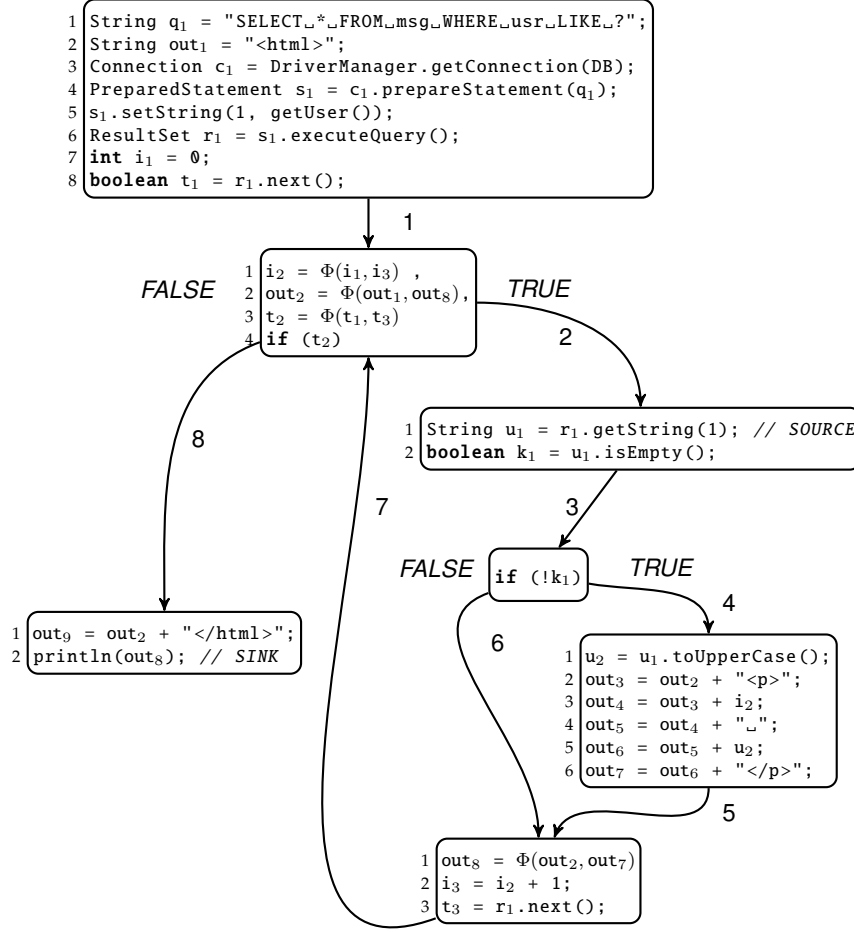 1 String q₁ = "SELECT␣*␣FROM␣msg␣WHERE␣usr␣LIKE␣?";
2 String out₁ = "<html>";
3 Connection c₁ = DriverManager.getConnection(DB);
4 PreparedStatement s₁ = c₁.prepareStatement(q₁);
5 s₁.setString(1, getUser());
6 ResultSet r₁ = s₁.executeQuery();
7 int i₁ = 0;
8 boolean t₁ = r₁.next();
1
FALSE
1 i₂ = Φ(i₁,i₃) ,
2 out₂ = Φ(out₁,out₈),
3 t₂ = Φ(t₁,t₃)
4 if (t₂)
TRUE
2
8
1 String u₁ = r₁.getString(1); // SOURCE
2 boolean k₁ = u₁.isEmpty();
7
3
FALSE
if (!k₁)
TRUE
4
6
1 out₉ = out₂ + "</html>";
2 println(out₈); // SINK
1 u₂ = u₁.toUpperCase();
2 out₃ = out₂ + "<p>";
3 out₄ = out₃ + i₂;
4 out₅ = out₄ + "␣";
5 out₆ = out₅ + u₂;
6 out₇ = out₆ + "</p>";
5
1 out₈ = Φ(out₂,out₇)
2 i₃ = i₂ + 1;
3 t₃ = r₁.next();